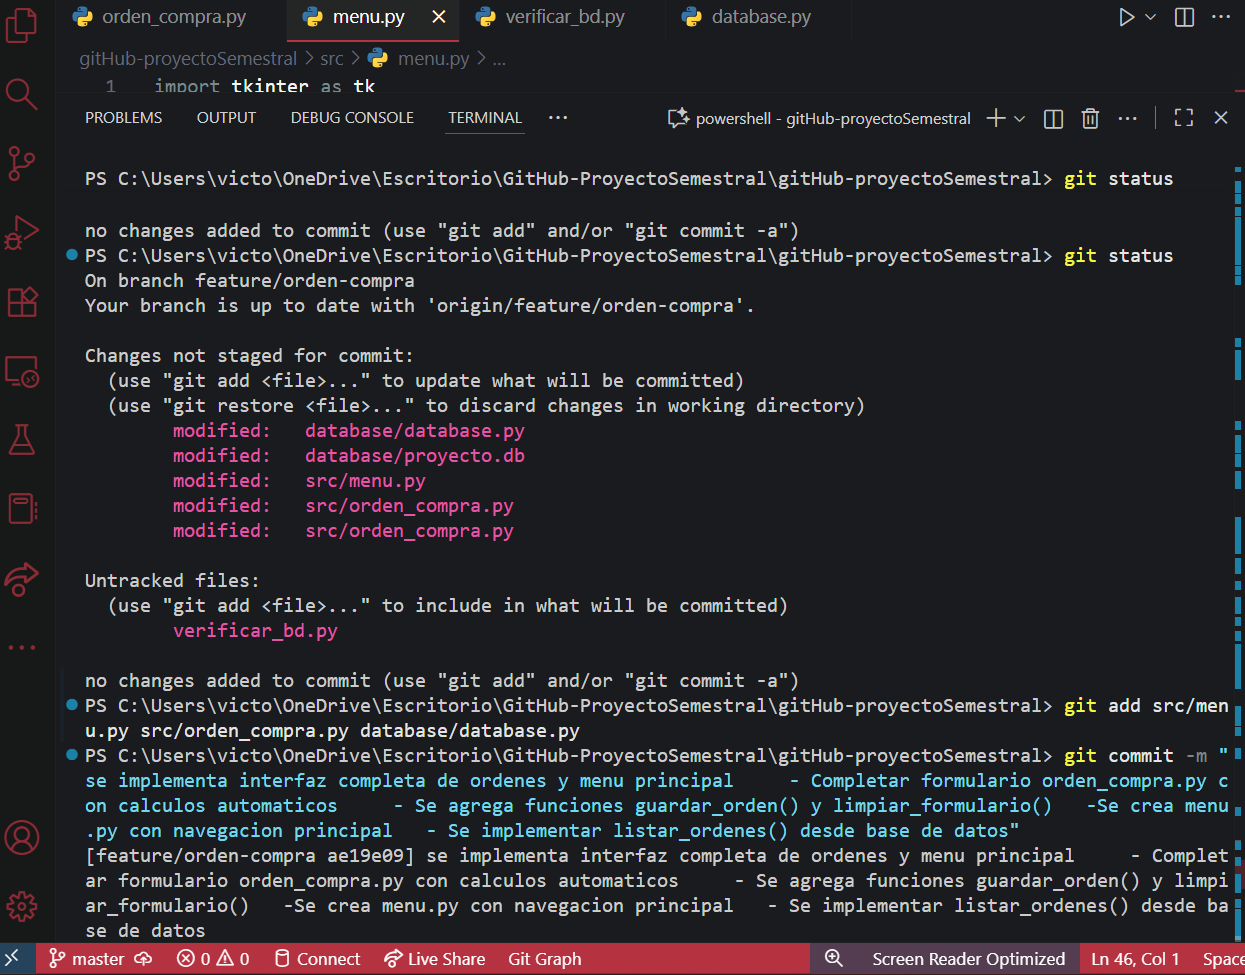 orden_compra.py menu.py verificar_bd.py database.py
gitHub-proyectoSemestral > src > menu.py > ...
1 import tkinter as tk
PROBLEMS OUTPUT DEBUG CONSOLE TERMINAL ... powershell - gitHub-proyectoSemestral
PS C:\Users\victo\OneDrive\Escritorio\GitHub-ProyectoSemestral\gitHub-proyectoSemestral> git status
no changes added to commit (use "git add" and/or "git commit -a")
PS C:\Users\victo\OneDrive\Escritorio\GitHub-ProyectoSemestral\gitHub-proyectoSemestral> git status
On branch feature/orden-compra
Your branch is up to date with 'origin/feature/orden-compra'.
Changes not staged for commit:
(use "git add <file>..." to update what will be committed)
(use "git restore <file>..." to discard changes in working directory)
modified: database/database.py
modified: database/proyecto.db
modified: src/menu.py
modified: src/orden_compra.py
modified: src/orden_compra.py
Untracked files:
(use "git add <file>..." to include in what will be committed)
verificar_bd.py
no changes added to commit (use "git add" and/or "git commit -a")
PS C:\Users\victo\OneDrive\Escritorio\GitHub-ProyectoSemestral\gitHub-proyectoSemestral> git add src/men
u.py src/orden_compra.py database/database.py
PS C:\Users\victo\OneDrive\Escritorio\GitHub-ProyectoSemestral\gitHub-proyectoSemestral> git commit -m "
se implementa interfaz completa de ordenes y menu principal - Completar formulario orden_compra.py c
on calculos automaticos - Se agrega funciones guardar_orden() y limpiar_formulario() -Se crea menu
.py con navegacion principal - Se implementar listar_ordenes() desde base de datos"
[feature/orden-compra ae19e09] se implementa interfaz completa de ordenes y menu principal - Complet
ar formulario orden_compra.py con calculos automaticos - Se agrega funciones guardar_orden() y limpi
ar_formulario() -Se crea menu.py con navegacion principal - Se implementar listar_ordenes() desde ba
se de datos
master 0 0 Connect Live Share Git Graph Screen Reader Optimized Ln 46, Col 1 Space